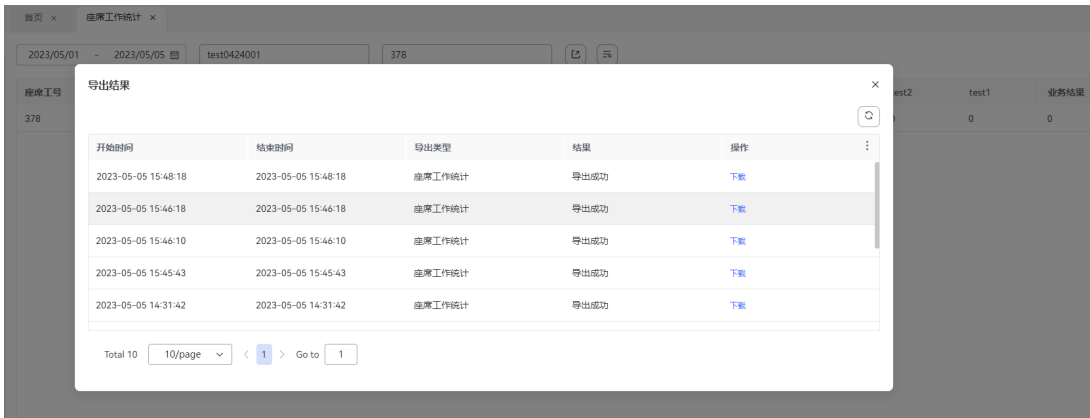 首页 × 座席工作统计 ×
2023/05/01 - 2023/05/05 test0424001 378
导出结果 ×
座席工号 test1 业务结果
378 0 0
开始时间 结束时间 导出类型 结果 操作
2023-05-05 15:48:18 2023-05-05 15:48:18 座席工作统计 导出成功 下载
2023-05-05 15:46:18 2023-05-05 15:46:18 座席工作统计 导出成功 下载
2023-05-05 15:46:10 2023-05-05 15:46:10 座席工作统计 导出成功 下载
2023-05-05 15:45:43 2023-05-05 15:45:43 座席工作统计 导出成功 下载
2023-05-05 14:31:42 2023-05-05 14:31:42 座席工作统计 导出成功 下载
Total 10 10/page < 1 > Go to 1